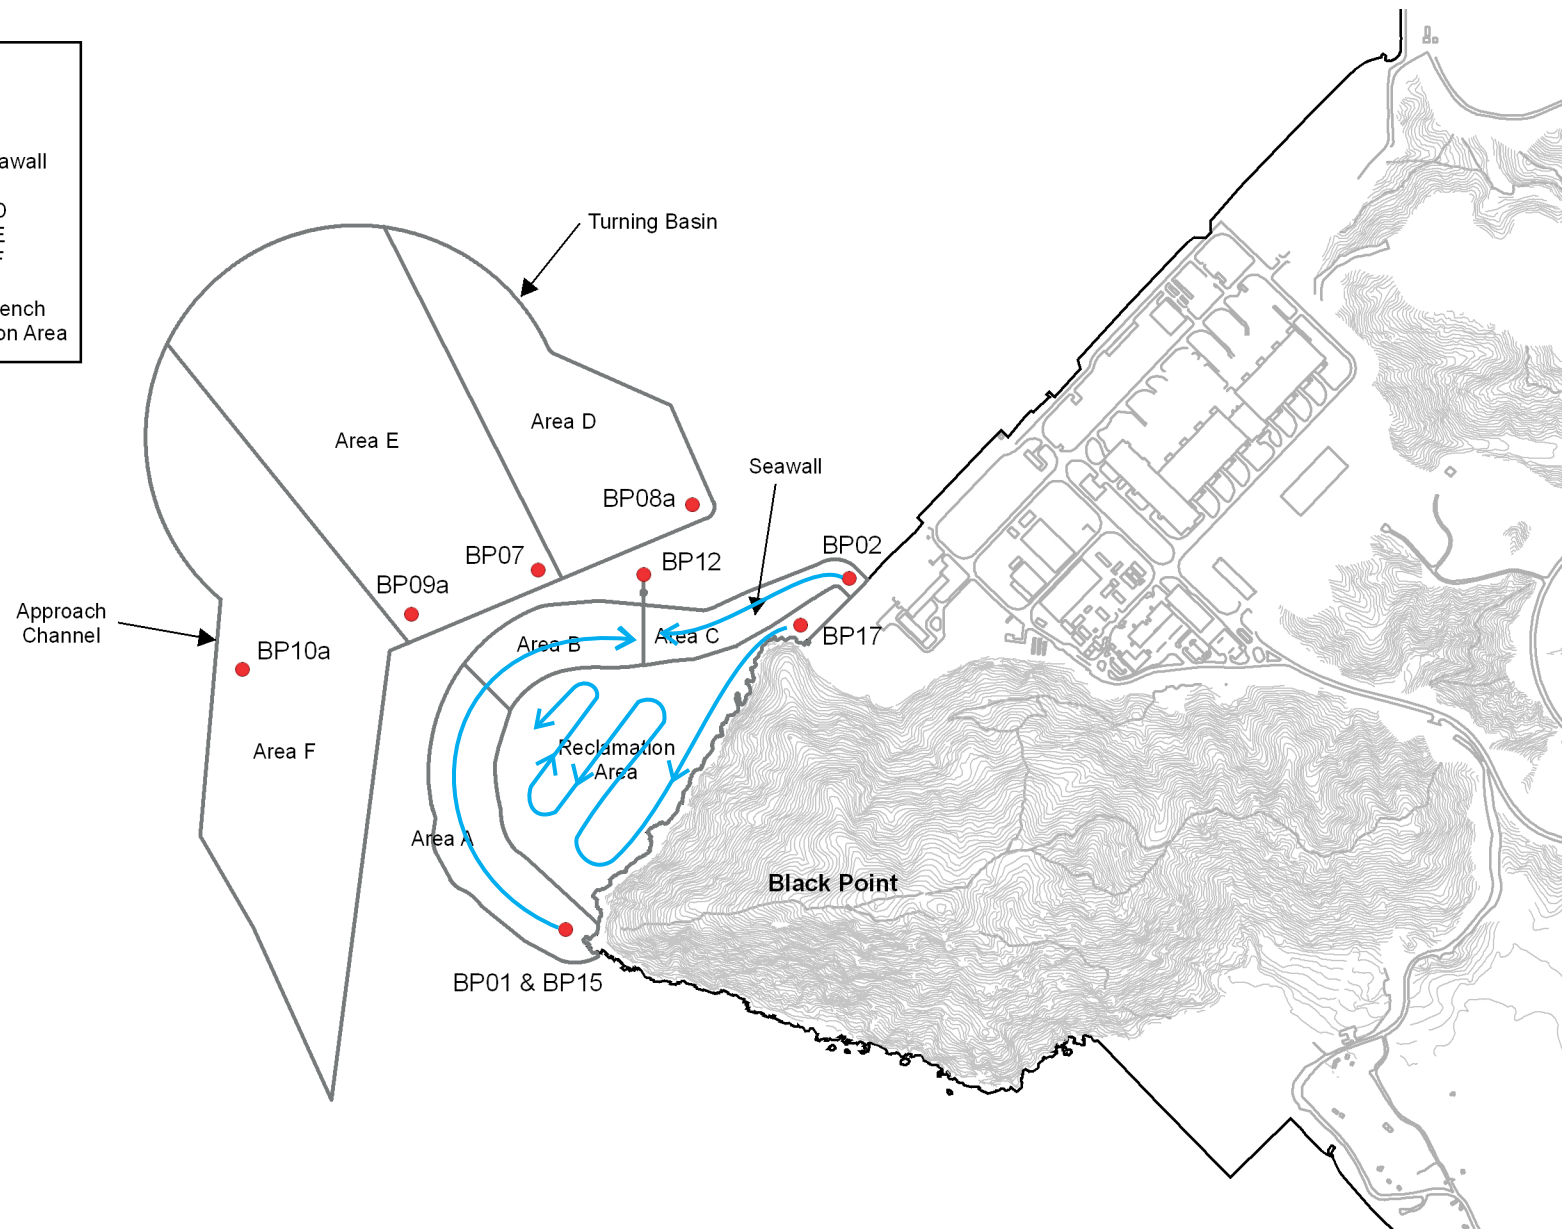 awall
ench
on Area
Turning Basin
Area D
Area E
Seawall
BP08a
BP02
BP07
BP12
BP09a
Approach
Channel
BP17
Area B
Area C
BP10a
Reclamation
Area
Area F
Area A
Black Point
BP01 & BP15